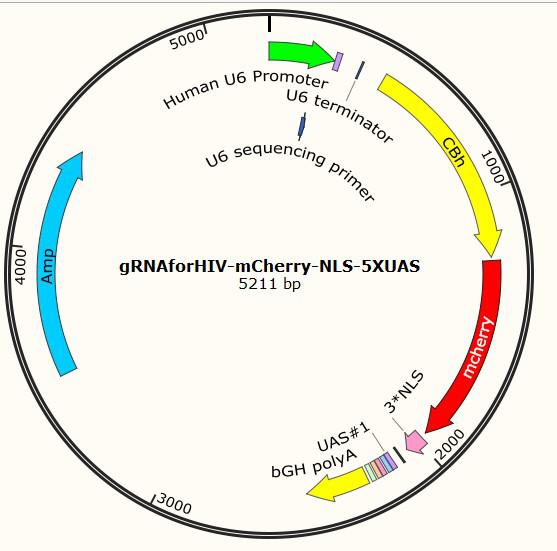 5000
Human U6 Promoter
U6 terminator
U6 sequencing primer
CBh
1000
gRNAforHIV-mCherry-NLS-5XUAS
5211 bp
4000
Amp
mcherry
3*NLS
2000
UAS#1
bGH polyA
3000